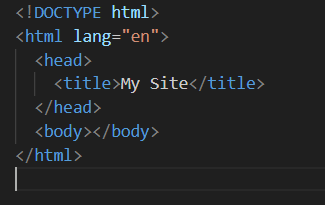 <!DOCTYPE html>
<html lang="en">
<head>
<title>My Site</title>
</head>
<body></body>
</html>